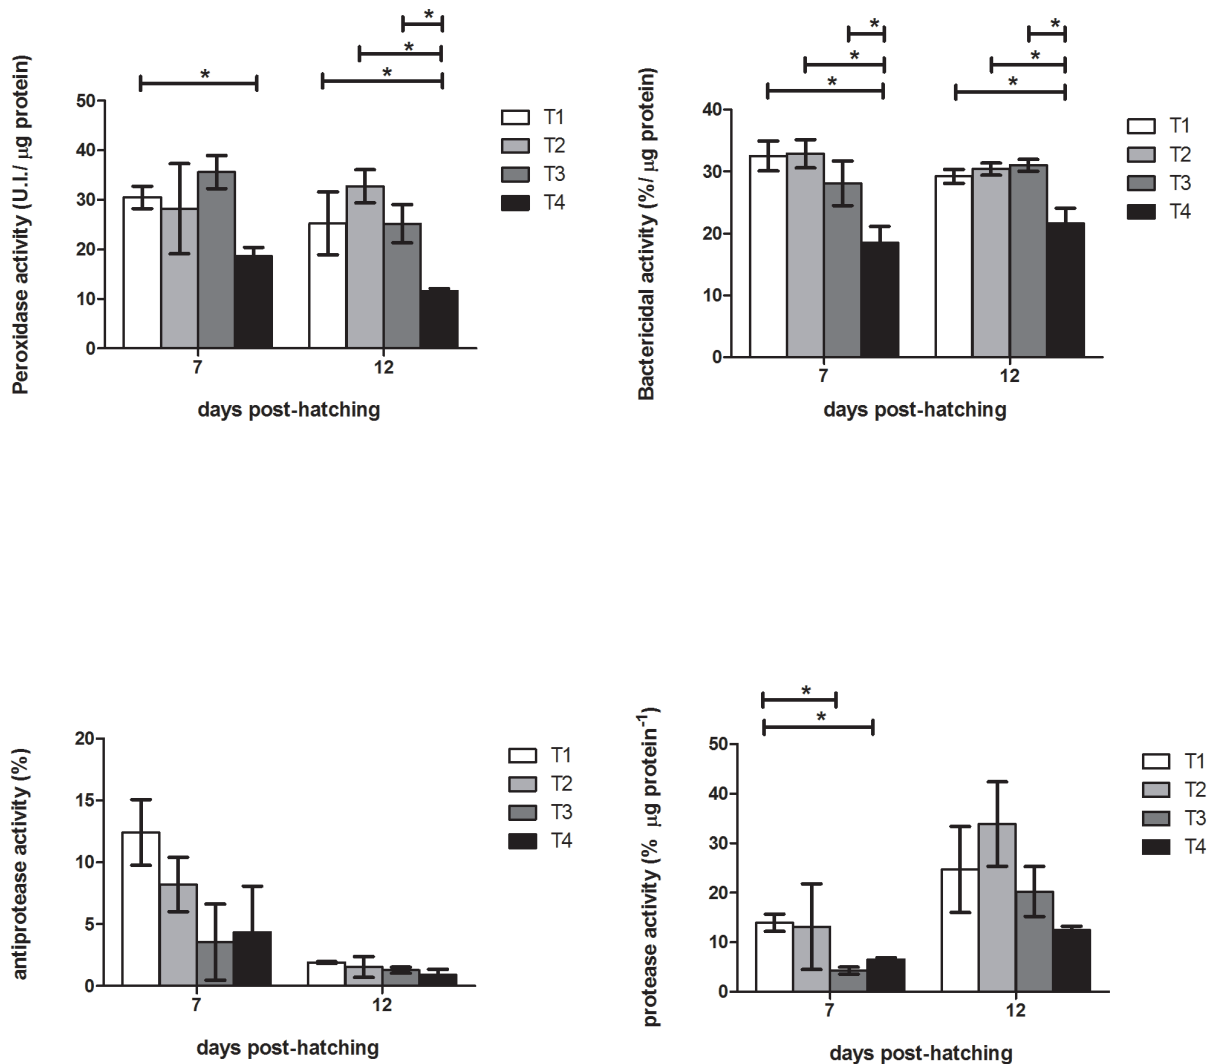 *
*
*
*
Peroxidase activity (U.I./ µg protein)
50
40
30
20
10
0
7
12
days post-hatching
T1
T2
T3
T4
*
*
*
*
*
*
Bactericidal activity (%/ µg protein)
40
30
20
10
0
7
12
days post-hatching
T1
T2
T3
T4
antiprotease activity (%)
20
15
10
5
0
7
12
days post-hatching
T1
T2
T3
T4
*
*
protease activity (% µg protein⁻¹)
50
40
30
20
10
0
7
12
days post-hatching
T1
T2
T3
T4